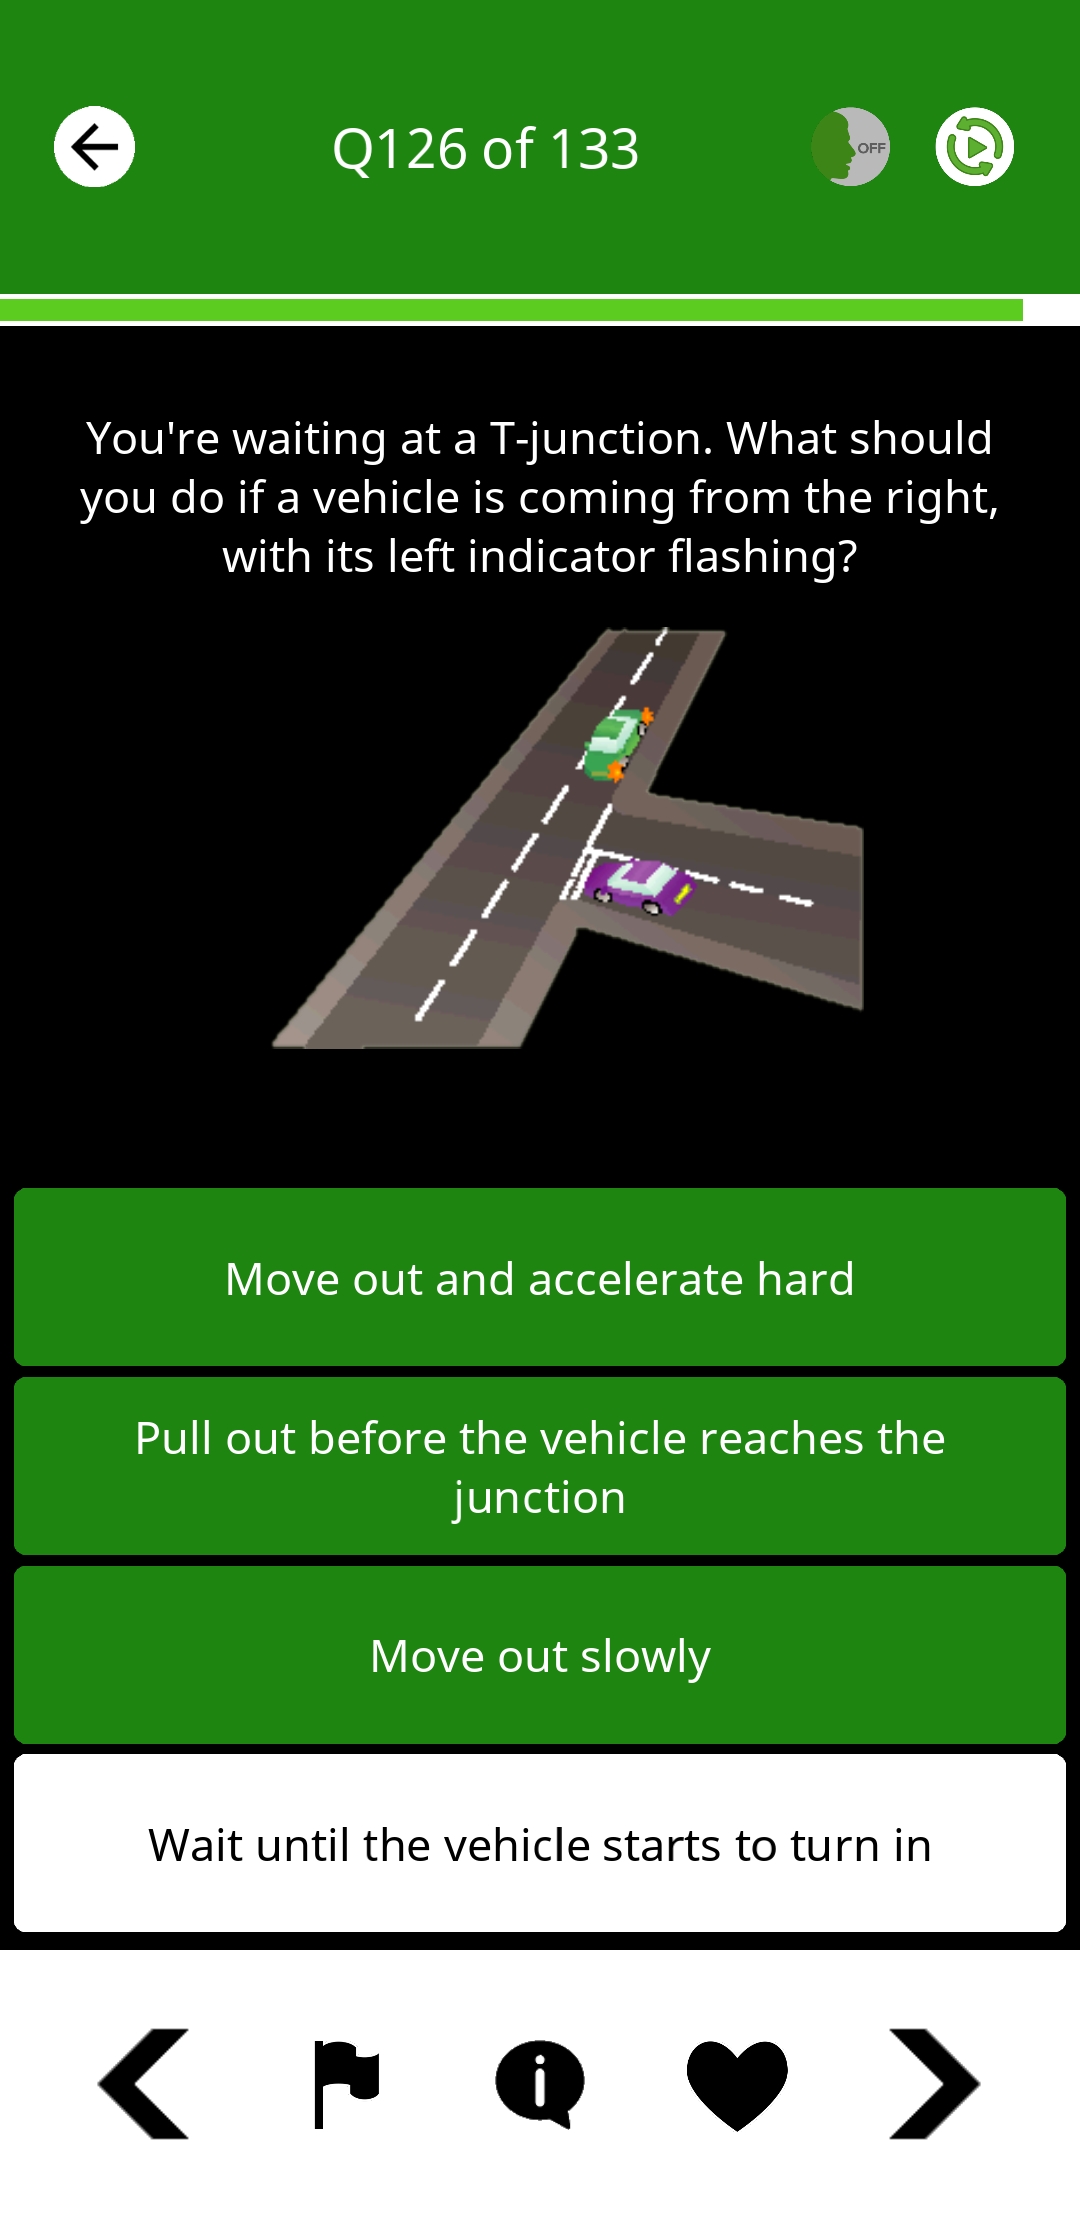 Q126 of 133
OFF
You're waiting at a T-junction. What should
you do if a vehicle is coming from the right,
with its left indicator flashing?
Move out and accelerate hard
Pull out before the vehicle reaches the
junction
Move out slowly
Wait until the vehicle starts to turn in